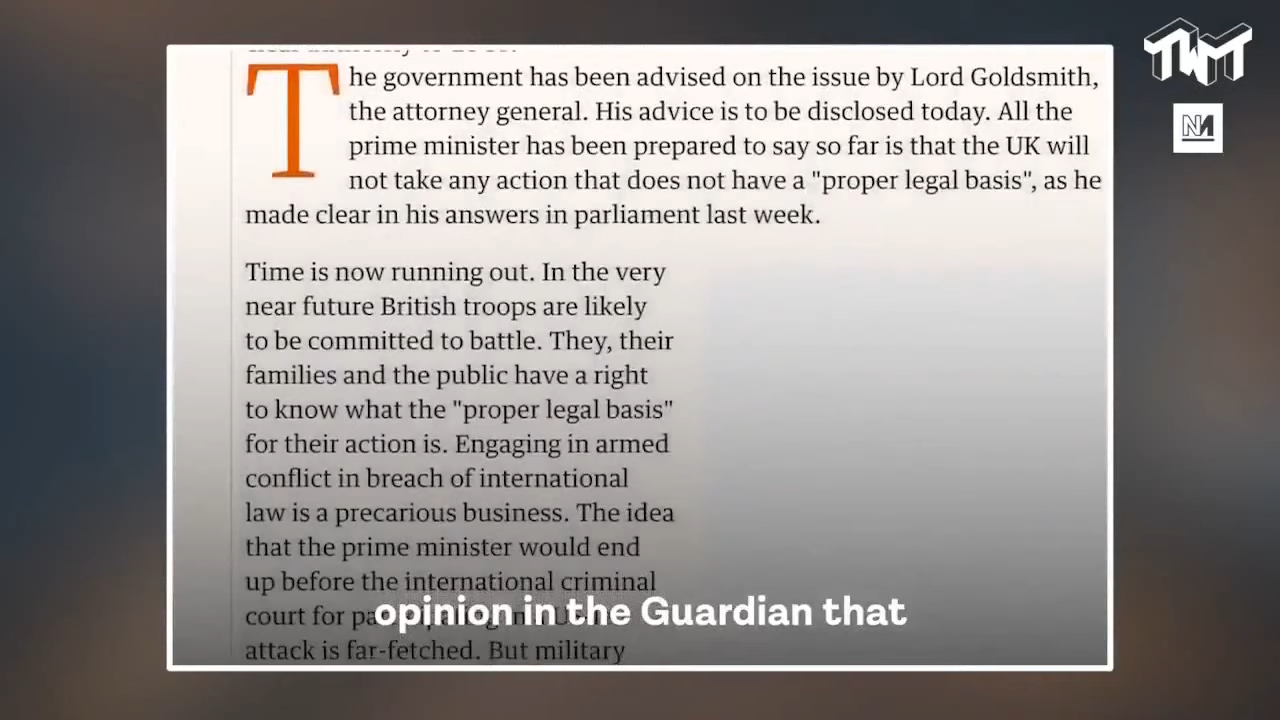 The government has been advised on the issue by Lord Goldsmith,
the attorney general. His advice is to be disclosed today. All the
prime minister has been prepared to say so far is that the UK will
not take any action that does not have a "proper legal basis", as he
made clear in his answers in parliament last week.
Time is now running out. In the very
near future British troops are likely
to be committed to battle. They, their
families and the public have a right
to know what the "proper legal basis"
for their action is. Engaging in armed
conflict in breach of international
law is a precarious business. The idea
that the prime minister would end
up before the international criminal
court for
attack is far-fetched. But military
opinion in the Guardian that
TWT
NM